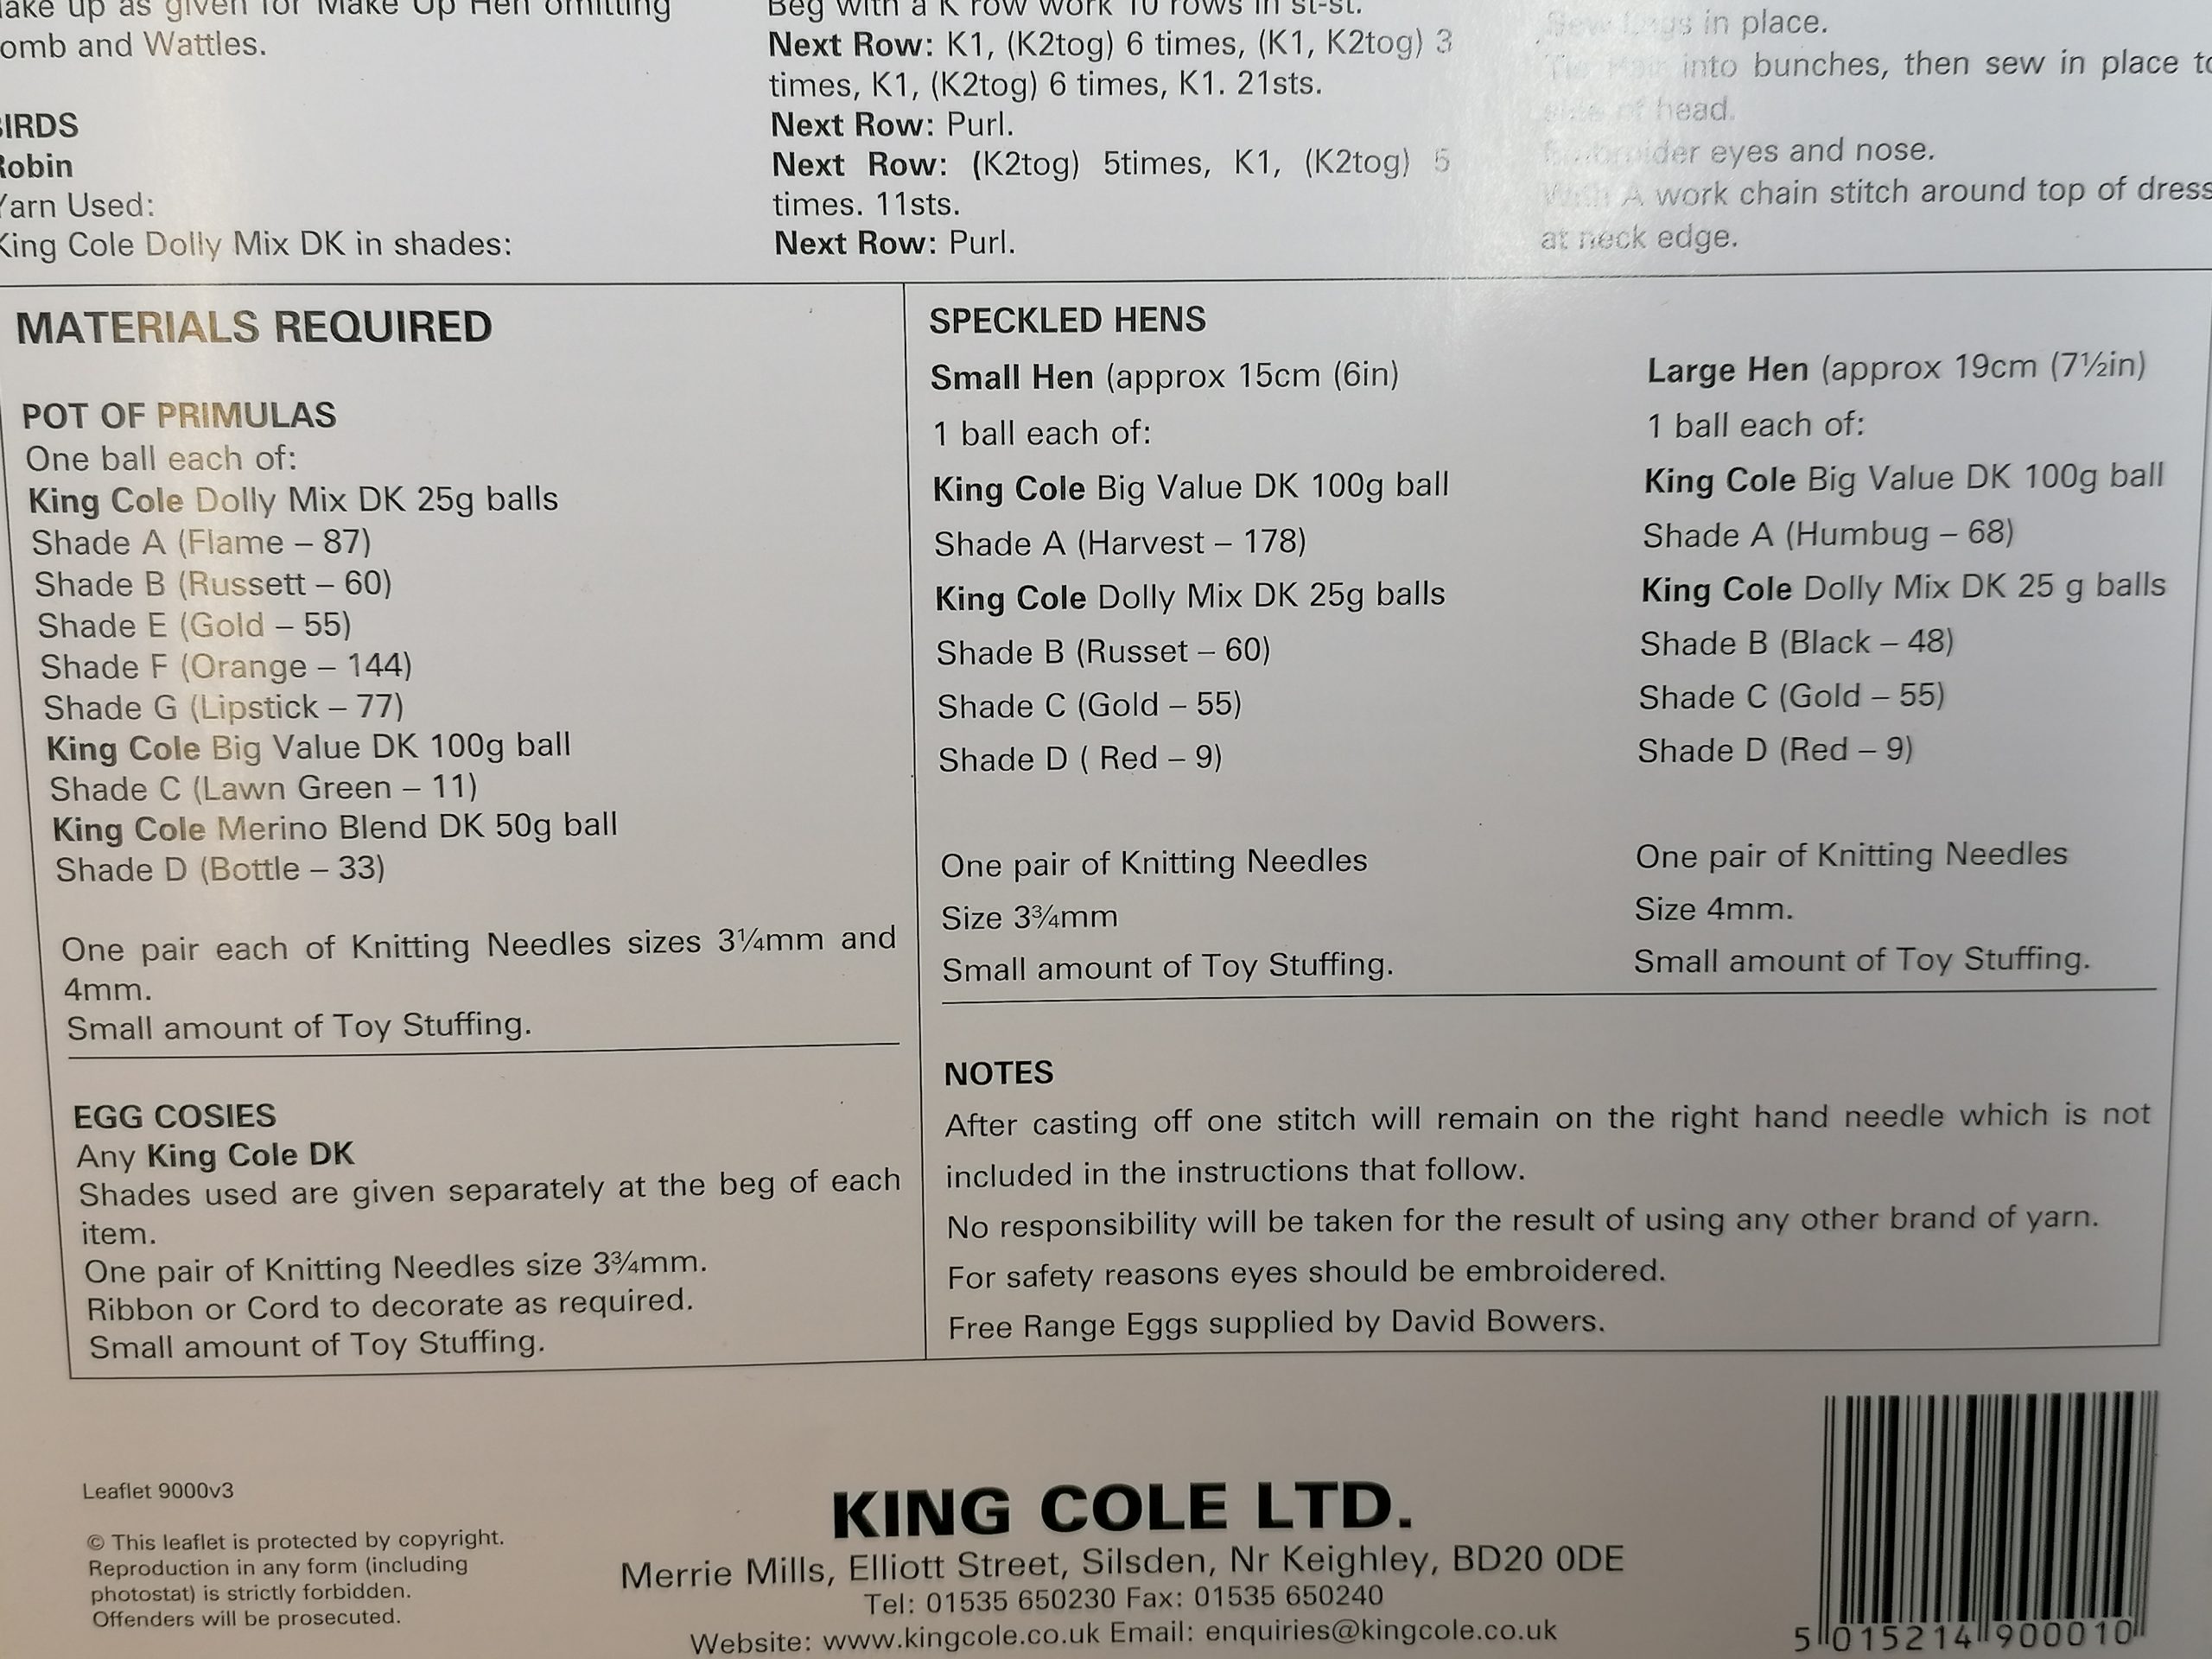 up as given for Make Up Hen omitting
and Wattles.
Yarn Used:
King Cole Dolly Mix DK in shades:
Beg with a K row work 10 rows in st-st.
Next Row: K1, (K2tog) 6 times, (K1, K2tog) 3
times, K1, (K2tog) 6 times, K1. 21sts.
Next Row: Purl.
Next Row: (K2tog) 5times, K1, (K2tog) 5
times. 11sts.
Next Row: Purl.
in place.
into bunches, then sew in place to
side of head.
Embroider eyes and nose.
With A work chain stitch around top of dress
at neck edge.
MATERIALS REQUIRED
POT OF PRIMULAS
One ball each of:
King Cole Dolly Mix DK 25g balls
Shade A (Flame – 87)
Shade B (Russett – 60)
Shade E (Gold – 55)
Shade F (Orange – 144)
Shade G (Lipstick – 77)
King Cole Big Value DK 100g ball
Shade C (Lawn Green – 11)
King Cole Merino Blend DK 50g ball
Shade D (Bottle – 33)
One pair each of Knitting Needles sizes 3¼mm and
4mm.
Small amount of Toy Stuffing.
EGG COSIES
Any King Cole DK
Shades used are given separately at the beg of each
item.
One pair of Knitting Needles size 3¾mm.
Ribbon or Cord to decorate as required.
Small amount of Toy Stuffing.
SPECKLED HENS
Small Hen (approx 15cm (6in)
1 ball each of:
King Cole Big Value DK 100g ball
Shade A (Harvest – 178)
King Cole Dolly Mix DK 25g balls
Shade B (Russet – 60)
Shade C (Gold – 55)
Shade D ( Red – 9)
One pair of Knitting Needles
Size 3¾mm
Small amount of Toy Stuffing.
Large Hen (approx 19cm (7½in)
1 ball each of:
King Cole Big Value DK 100g ball
Shade A (Humbug – 68)
King Cole Dolly Mix DK 25 g balls
Shade B (Black – 48)
Shade C (Gold – 55)
Shade D (Red – 9)
One pair of Knitting Needles
Size 4mm.
Small amount of Toy Stuffing.
NOTES
After casting off one stitch will remain on the right hand needle which is not
included in the instructions that follow.
No responsibility will be taken for the result of using any other brand of yarn.
For safety reasons eyes should be embroidered.
Free Range Eggs supplied by David Bowers.
Leaflet 9000v3
© This leaflet is protected by copyright.
Reproduction in any form (including
photostat) is strictly forbidden.
Offenders will be prosecuted.
KING COLE LTD.
Merrie Mills, Elliott Street, Silsden, Nr Keighley, BD20 0DE
Tel: 01535 650230 Fax: 01535 650240
Website: www.kingcole.co.uk Email: enquiries@kingcole.co.uk
5 015214 900010